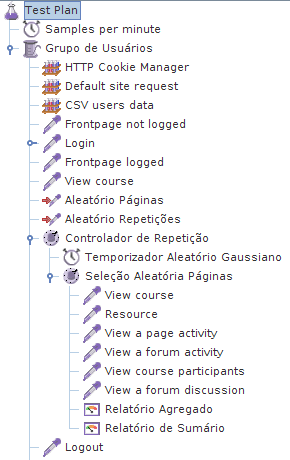 Test Plan
Samples per minute
Grupo de Usuários
HTTP Cookie Manager
Default site request
CSV users data
Frontpage not logged
Login
Frontpage logged
View course
Aleatório Páginas
Aleatório Repetições
Controlador de Repetição
Temporizador Aleatório Gaussiano
Seleção Aleatória Páginas
View course
Resource
View a page activity
View a forum activity
View course participants
View a forum discussion
Relatório Agregado
Relatório de Sumário
Logout